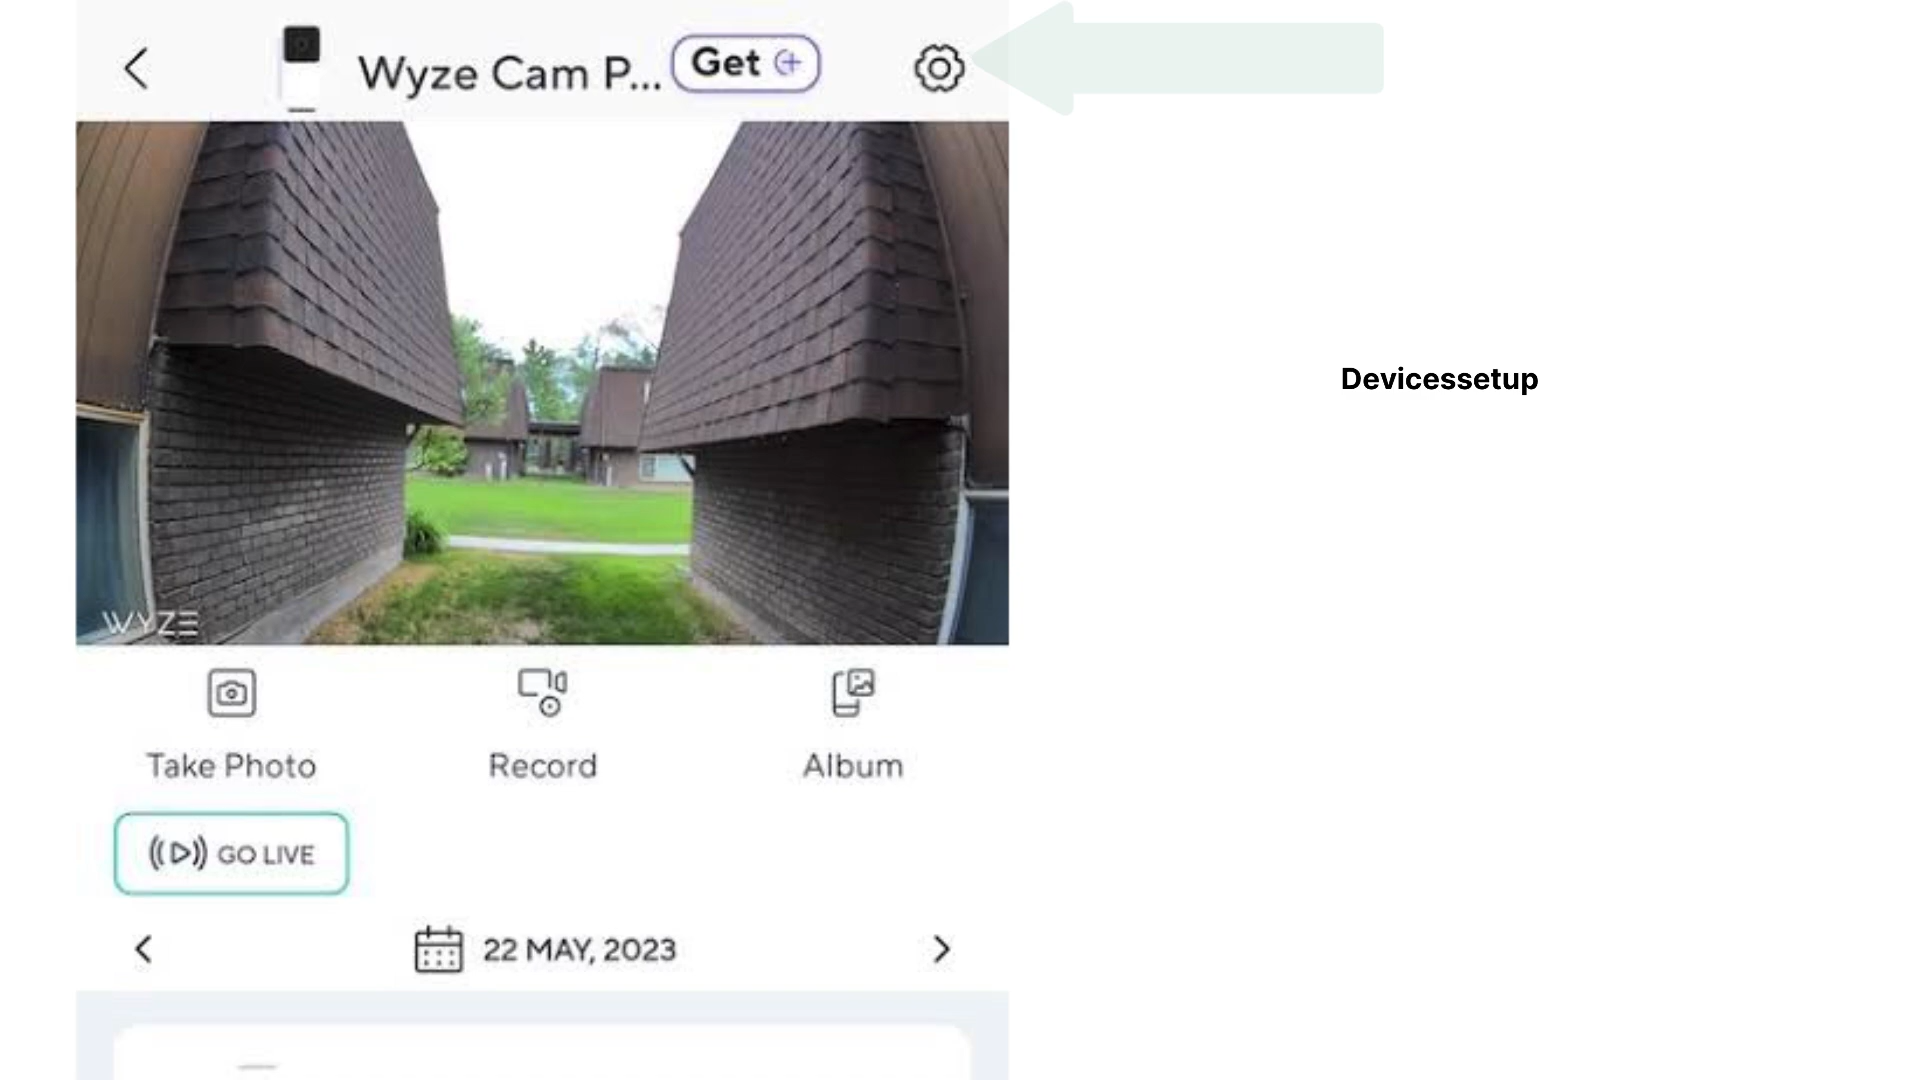 Wyze Cam P...
Get
Devicessetup
WYZE
Take Photo
Record
Album
GO LIVE
22 MAY, 2023